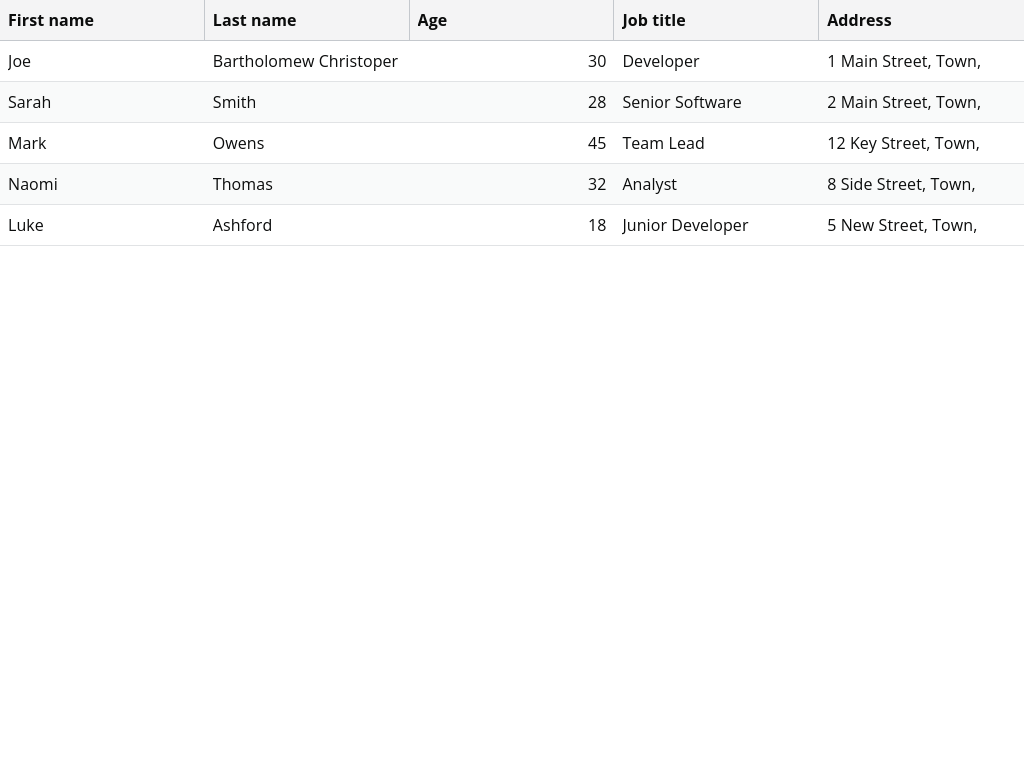 First name Last name Age Job title Address
Joe Bartholomew Christoper 30 Developer 1 Main Street, Town,
Sarah Smith 28 Senior Software 2 Main Street, Town,
Mark Owens 45 Team Lead 12 Key Street, Town,
Naomi Thomas 32 Analyst 8 Side Street, Town,
Luke Ashford 18 Junior Developer 5 New Street, Town,